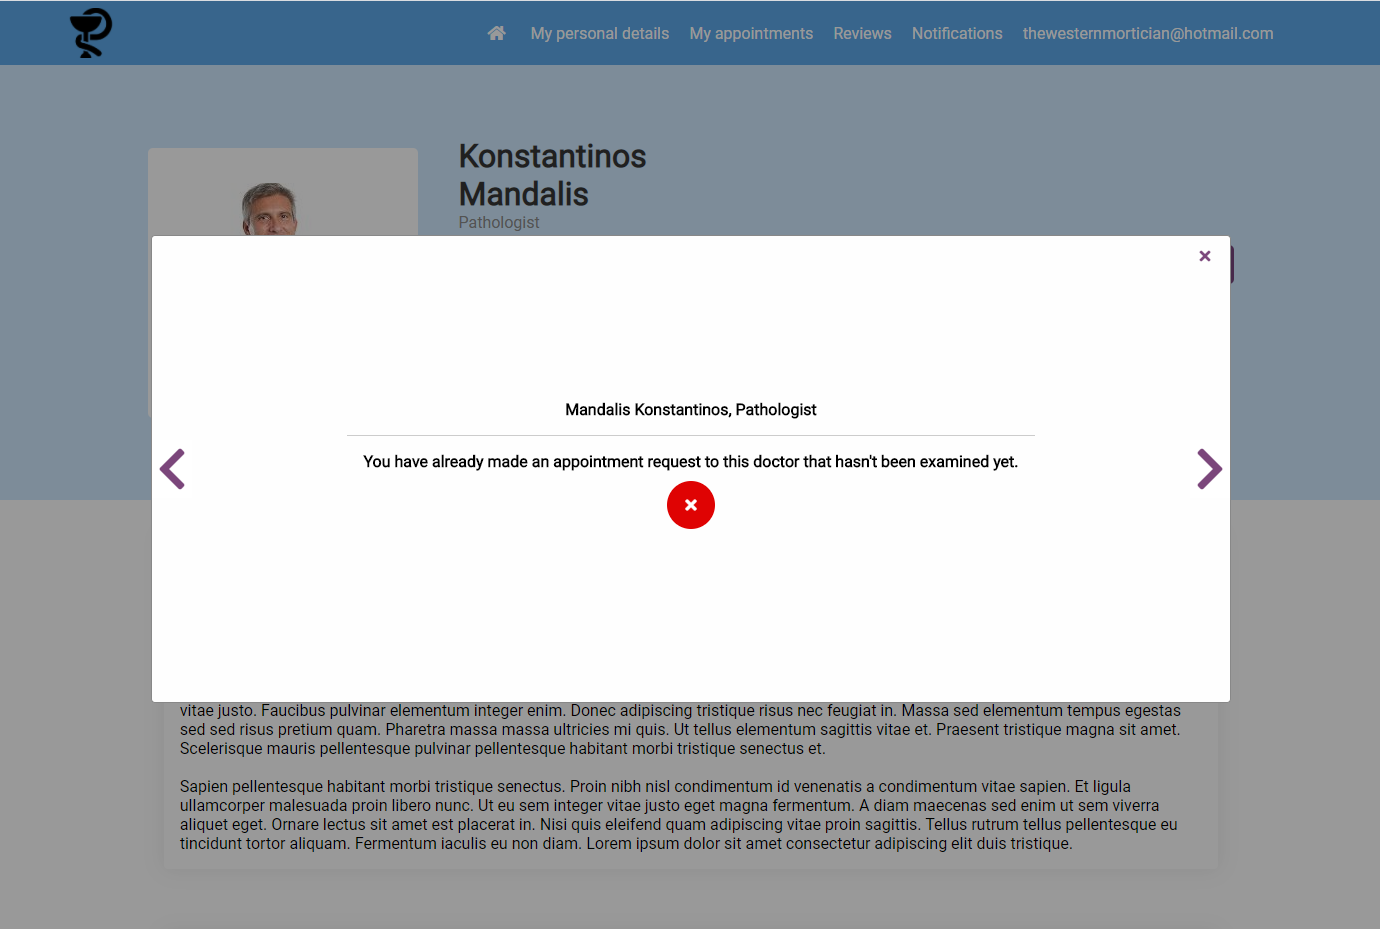 My personal details
My appointments
Reviews
Notifications
thewesternmortician@hotmail.com
Konstantinos
Mandalis
Pathologist
Mandalis Konstantinos, Pathologist
You have already made an appointment request to this doctor that hasn't been examined yet.
vitae justo. Faucibus pulvinar elementum integer enim. Donec adipiscing tristique risus nec feugiat in. Massa sed elementum tempus egestas
sed sed risus pretium quam. Pharetra massa massa ultricies mi quis. Ut tellus elementum sagittis vitae et. Praesent tristique magna sit amet.
Scelerisque mauris pellentesque pulvinar pellentesque habitant morbi tristique senectus et.
Sapien pellentesque habitant morbi tristique senectus. Proin nibh nisl condimentum id venenatis a condimentum vitae sapien. Et ligula
ullamcorper malesuada proin libero nunc. Ut eu sem integer vitae justo eget magna fermentum. A diam maecenas sed enim ut sem viverra
aliquet eget. Ornare lectus sit amet est placerat in. Nisi quis eleifend quam adipiscing vitae proin sagittis. Tellus rutrum tellus pellentesque eu
tincidunt tortor aliquam. Fermentum iaculis eu non diam. Lorem ipsum dolor sit amet consectetur adipiscing elit duis tristique.